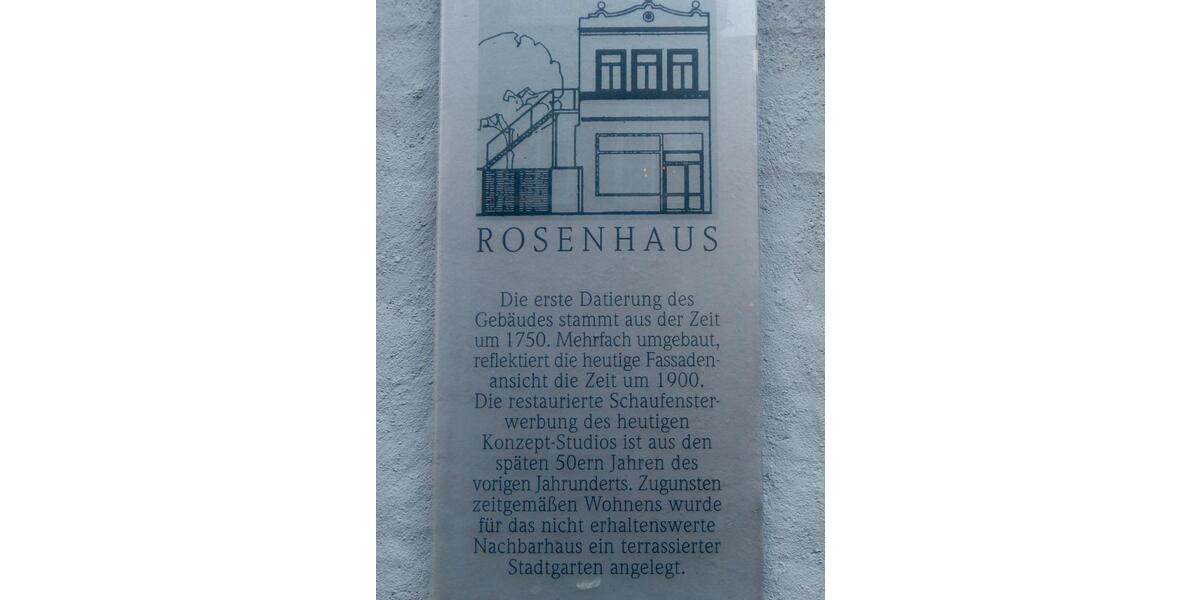 ROSENHAUS
Die erste Datierung des
Gebäudes stammt aus der Zeit
um 1750. Mehrfach umgebaut,
reflektiert die heutige Fassaden-
ansicht die Zeit um 1900.
Die restaurierte Schaufenster-
werbung des heutigen
Konzept-Studios ist aus den
späten 50ern Jahren des
vorigen Jahrunderts. Zugunsten
zeitgemäßen Wohnens wurde
für das nicht erhaltenswerte
Nachbarhaus ein terrassierter
Stadtgarten angelegt.